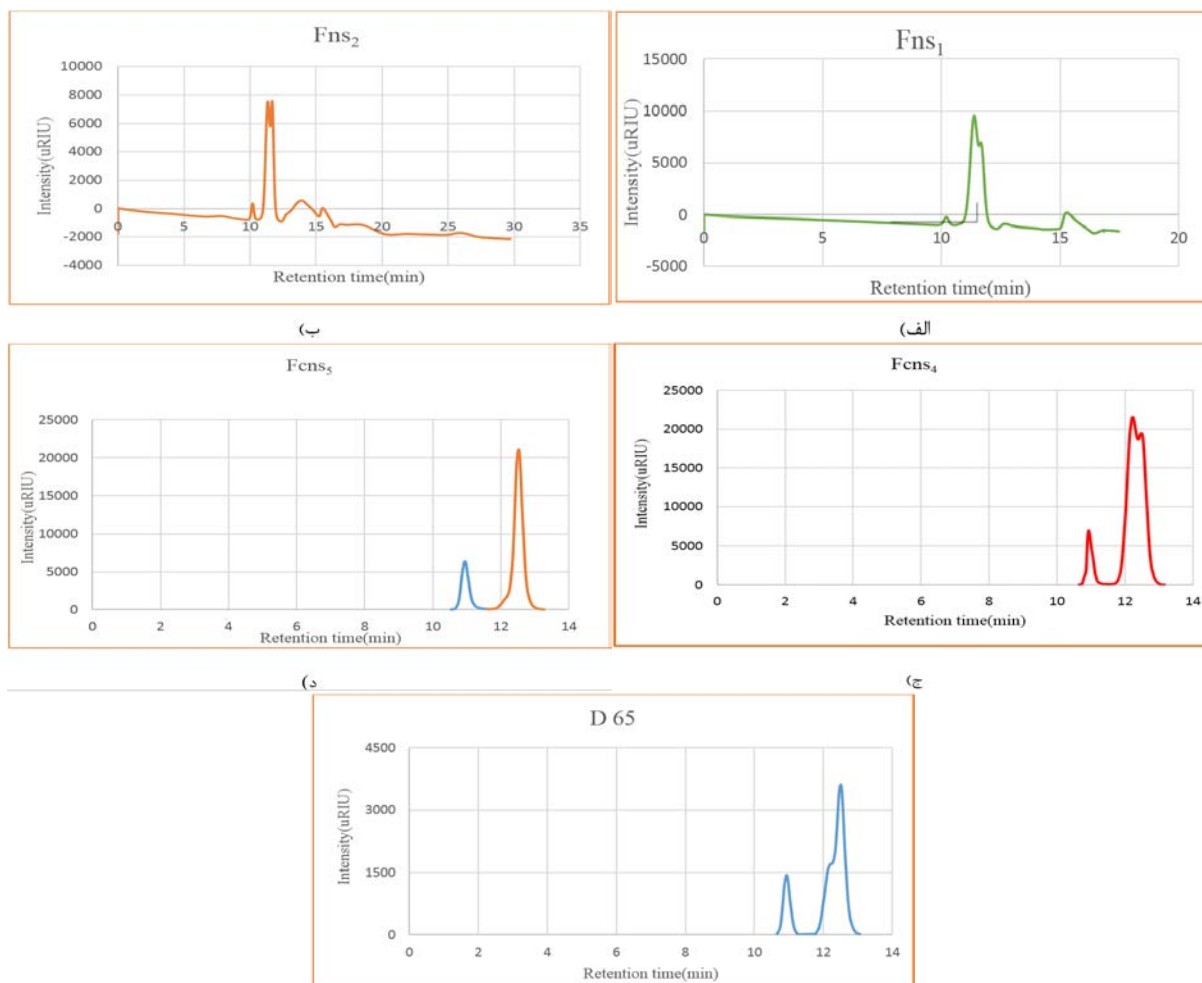 Fns₂
Intensity(uRIU)
10000
8000
6000
4000
2000
0
-2000
-4000
0 5 10 15 20 25 30 35
Retention time(min)
ب)
Fns₁
Intensity(uRIU)
15000
10000
5000
0
-5000
0 5 10 15 20
Retention time(min)
الف)
Fcns₅
Intensity(uRIU)
25000
20000
15000
10000
5000
0
0 2 4 6 8 10 12 14
Retention time(min)
د)
Fcns₄
Intensity(uRIU)
25000
20000
15000
10000
5000
0
0 2 4 6 8 10 12 14
Retention time(min)
ج)
D 65
Intensity(uRIU)
4500
3000
1500
0
0 2 4 6 8 10 12 14
Retention time(min)